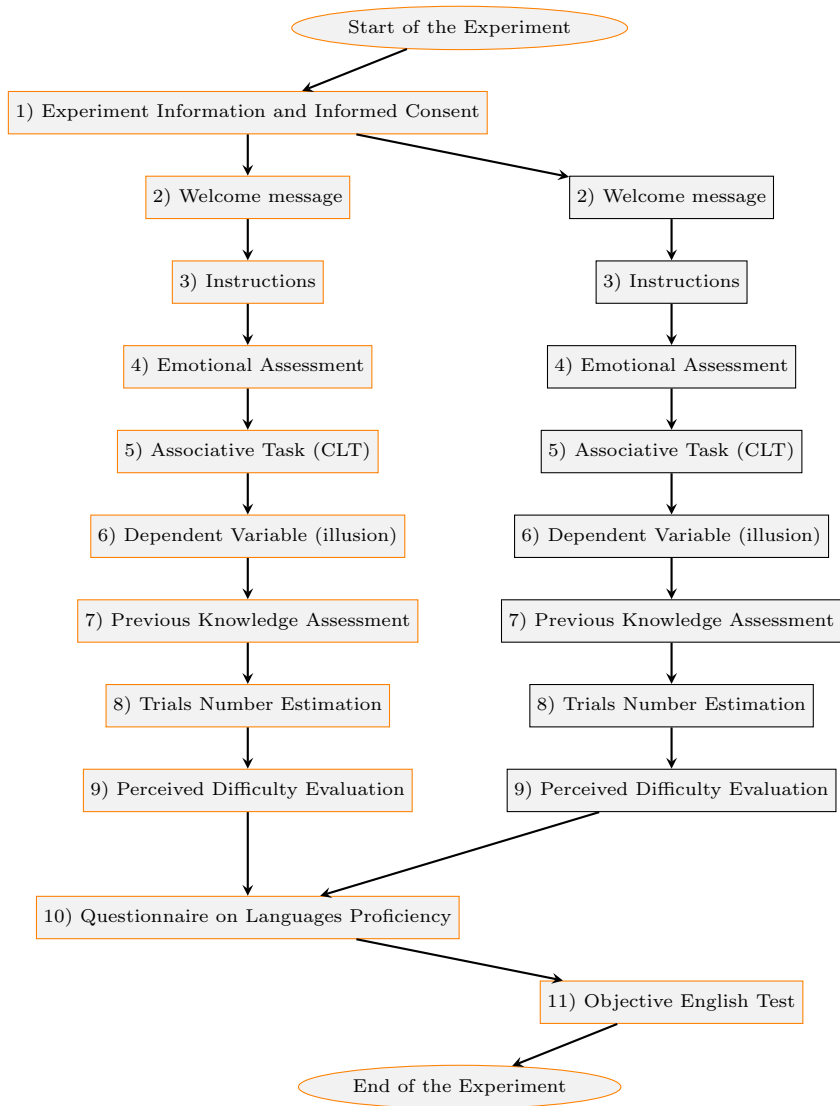 Start of the Experiment
1) Experiment Information and Informed Consent
2) Welcome message
2) Welcome message
3) Instructions
3) Instructions
4) Emotional Assessment
4) Emotional Assessment
5) Associative Task (CLT)
5) Associative Task (CLT)
6) Dependent Variable (illusion)
6) Dependent Variable (illusion)
7) Previous Knowledge Assessment
7) Previous Knowledge Assessment
8) Trials Number Estimation
8) Trials Number Estimation
9) Perceived Difficulty Evaluation
9) Perceived Difficulty Evaluation
10) Questionnaire on Languages Proficiency
11) Objective English Test
End of the Experiment